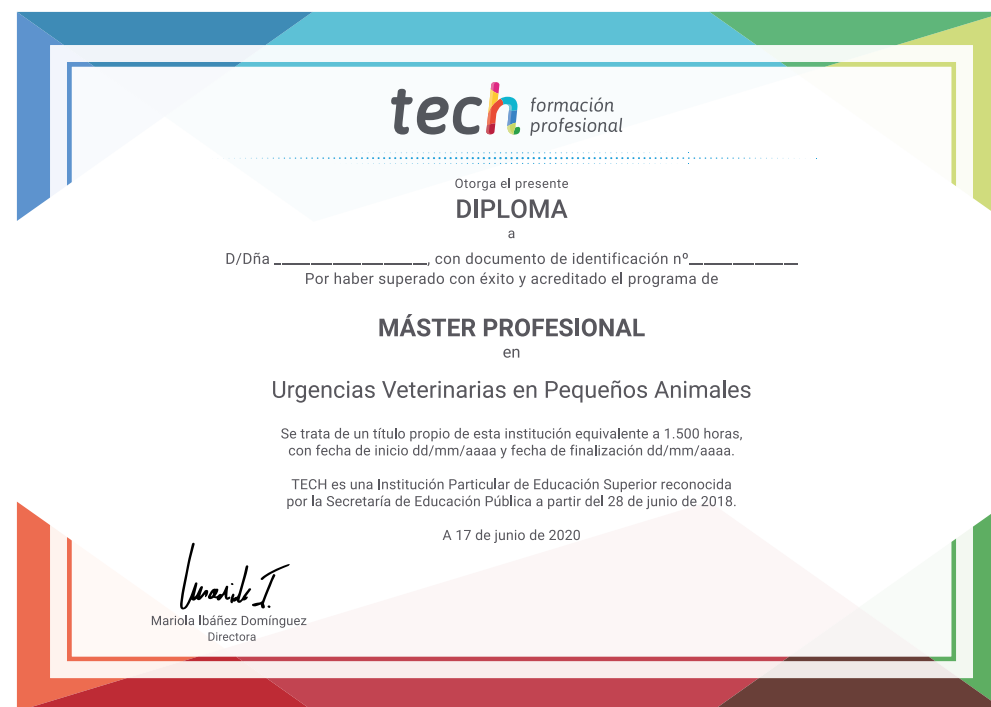 tech formación
profesional
Otorga el presente
DIPLOMA
a
D/Dña ____________________, con documento de identificación nº______________
Por haber superado con éxito y acreditado el programa de
MÁSTER PROFESIONAL
en
Urgencias Veterinarias en Pequeños Animales
Se trata de un título propio de esta institución equivalente a 1.500 horas,
con fecha de inicio dd/mm/aaaa y fecha de finalización dd/mm/aaaa.
TECH es una Institución Particular de Educación Superior reconocida
por la Secretaría de Educación Pública a partir del 28 de junio de 2018.
A 17 de junio de 2020
Mariola Ibáñez Domínguez
Directora